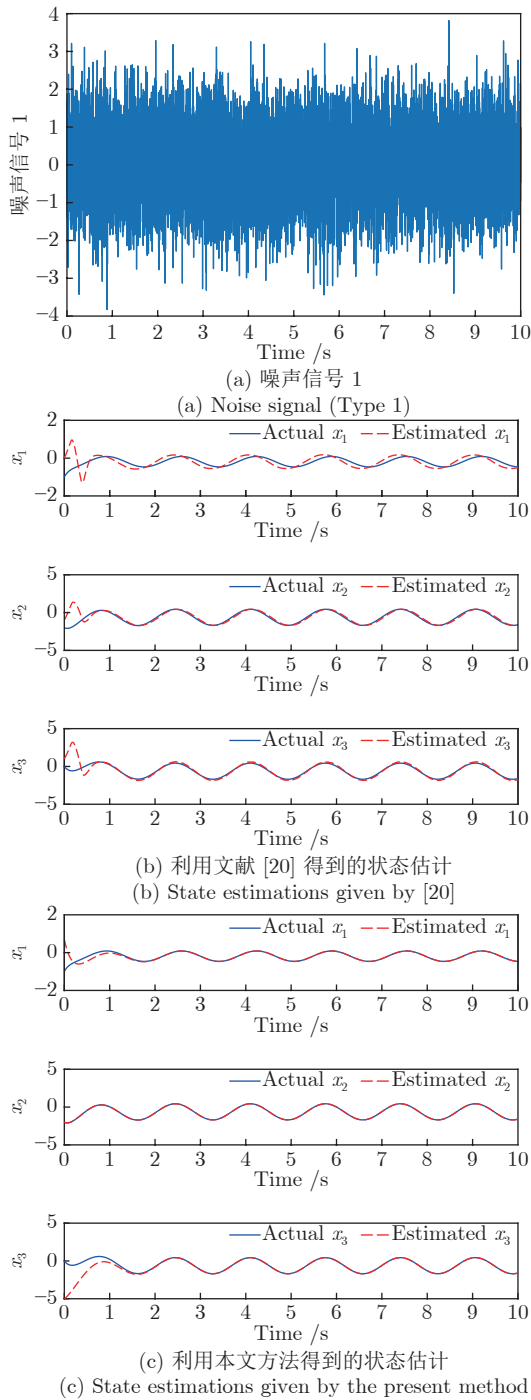 4
3
2
1
0
−1
−2
−3
−4
噪声信号 1
0 1 2 3 4 5 6 7 8 9 10
Time /s
(a) 噪声信号 1
(a) Noise signal (Type 1)
2
0
−2
x1
Actual x1 Estimated x1
0 1 2 3 4 5 6 7 8 9 10
Time /s
5
0
−5
x2
Actual x2 Estimated x2
0 1 2 3 4 5 6 7 8 9 10
Time /s
5
0
−5
x3
Actual x3 Estimated x3
0 1 2 3 4 5 6 7 8 9 10
Time /s
(b) 利用文献 [20] 得到的状态估计
(b) State estimations given by [20]
2
0
−2
x1
Actual x1 Estimated x1
0 1 2 3 4 5 6 7 8 9 10
Time /s
5
0
−5
x2
Actual x2 Estimated x2
0 1 2 3 4 5 6 7 8 9 10
Time /s
5
0
−5
x3
Actual x3 Estimated x3
0 1 2 3 4 5 6 7 8 9 10
Time /s
(c) 利用本文方法得到的状态估计
(c) State estimations given by the present method